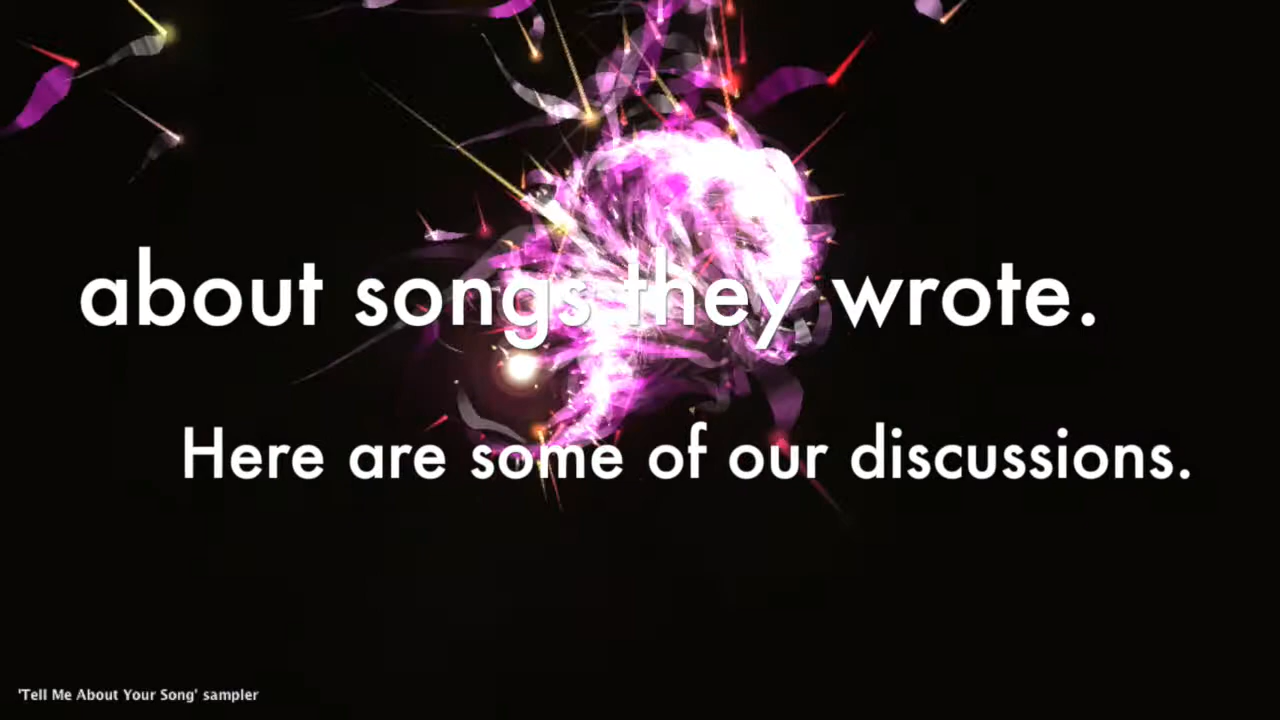 about songs they wrote.
Here are some of our discussions.
'Tell Me About Your Song' sampler